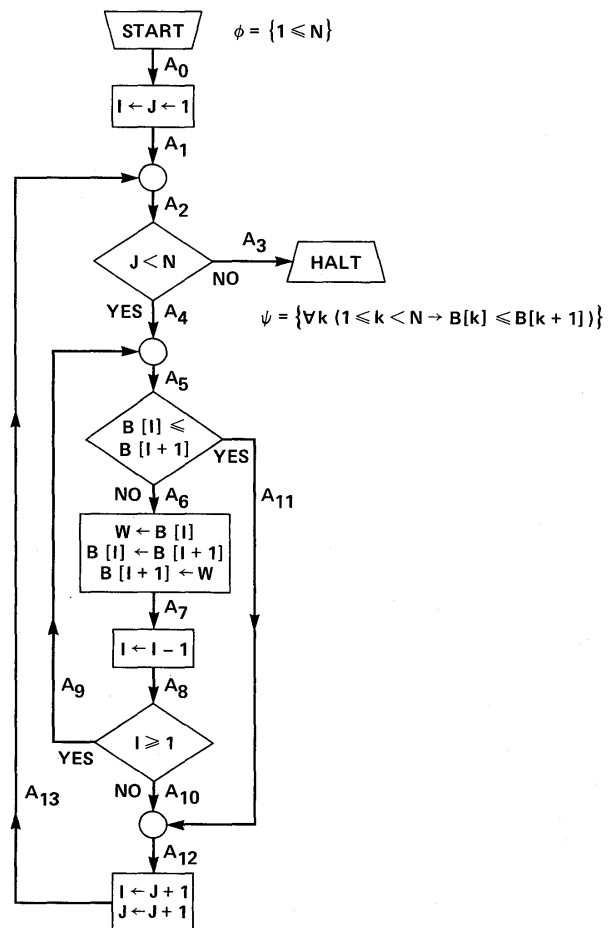 START
ϕ = {1 ⩽ N}
A0
I ← J ← 1
A1
A2
J < N
A3
NO
HALT
YES
A4
ψ = {∀k (1 ⩽ k < N → B[k] ⩽ B[k + 1])}
A5
B [I] ⩽
B [I + 1]
YES
NO
A6
A11
W ← B [I]
B [I] ← B [I + 1]
B [I + 1] ← W
A7
I ← I – 1
A9
A8
I ⩾ 1
YES
NO
A10
A13
A12
I ← J + 1
J ← J + 1